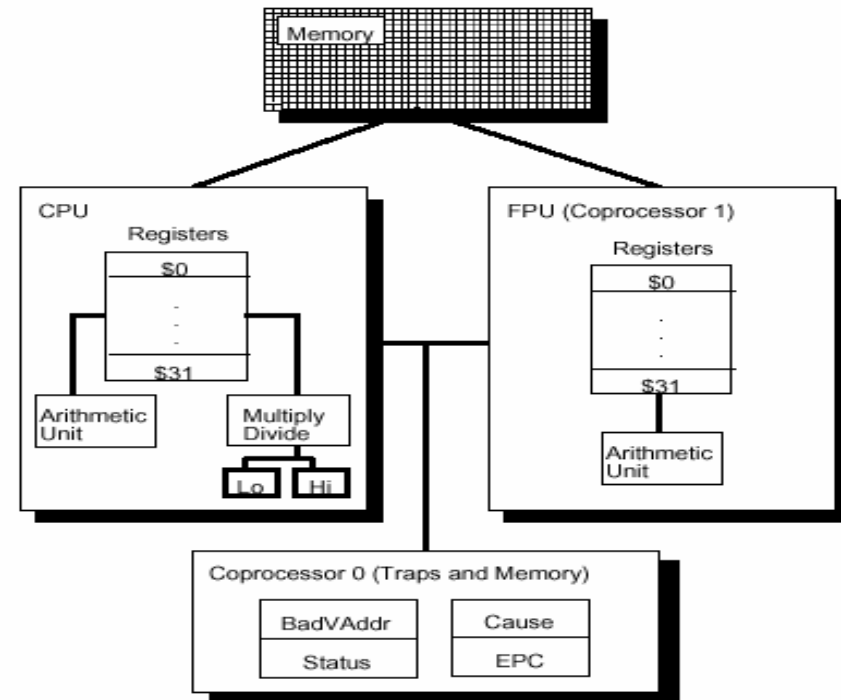 Memory
CPU
Registers
$0
$31
Arithmetic
Unit
Multiply
Divide
Lo
Hi
FPU (Coprocessor 1)
Registers
$0
$31
Arithmetic
Unit
Coprocessor 0 (Traps and Memory)
BadVAddr
Status
Cause
EPC